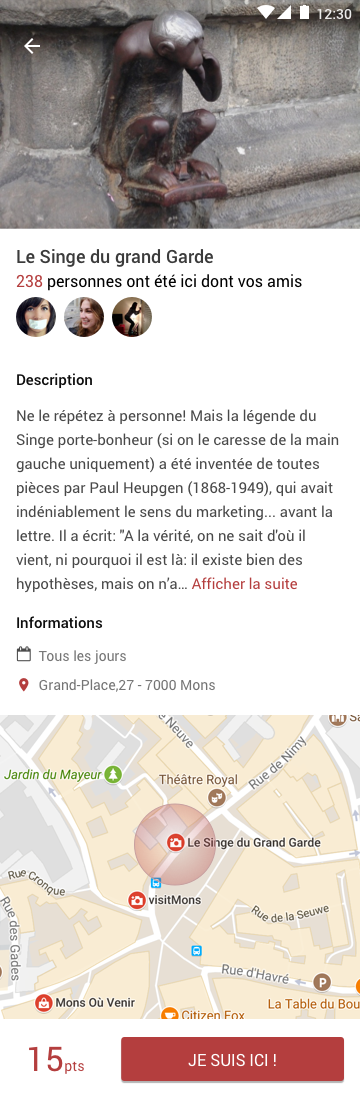 12:30
Le Singe du grand Garde
238 personnes ont été ici dont vos amis
Description
Ne le répétez à personne! Mais la légende du
Singe porte-bonheur (si on le caresse de la main
gauche uniquement) a été inventée de toutes
pièces par Paul Heupgen (1868-1949), qui avait
indéniablement le sens du marketing... avant la
lettre. Il a écrit: "A la vérité, on ne sait d'où il
vient, ni pourquoi il est là: il existe bien des
hypothèses, mais on n'a... Afficher la suite
Informations
Tous les jours
Grand-Place,27 - 7000 Mons
Neuve
Rue de Nimy
Jardin du Mayeur
Théâtre Royal
Le Singe du Grand Garde
Rue Cronque
visitMons
Rue de la Seuwe
Rue des Gades
Rue d'Havré
P
Mons Où Venir
La Table du Bou
Citizen Fox
15pts
JE SUIS ICI !